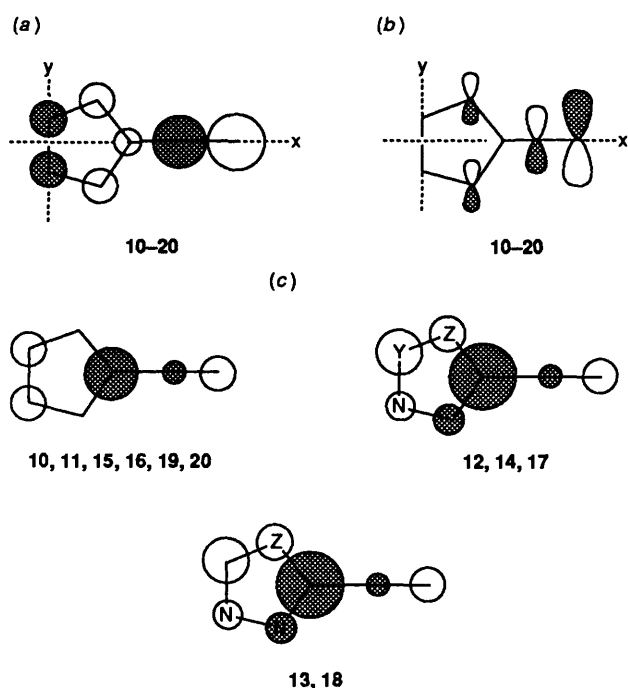 (a)
(b)
y
x
y
x
10–20
10–20
(c)
Y
Z
N
N
10, 11, 15, 16, 19, 20
12, 14, 17
Z
N
N
13, 18